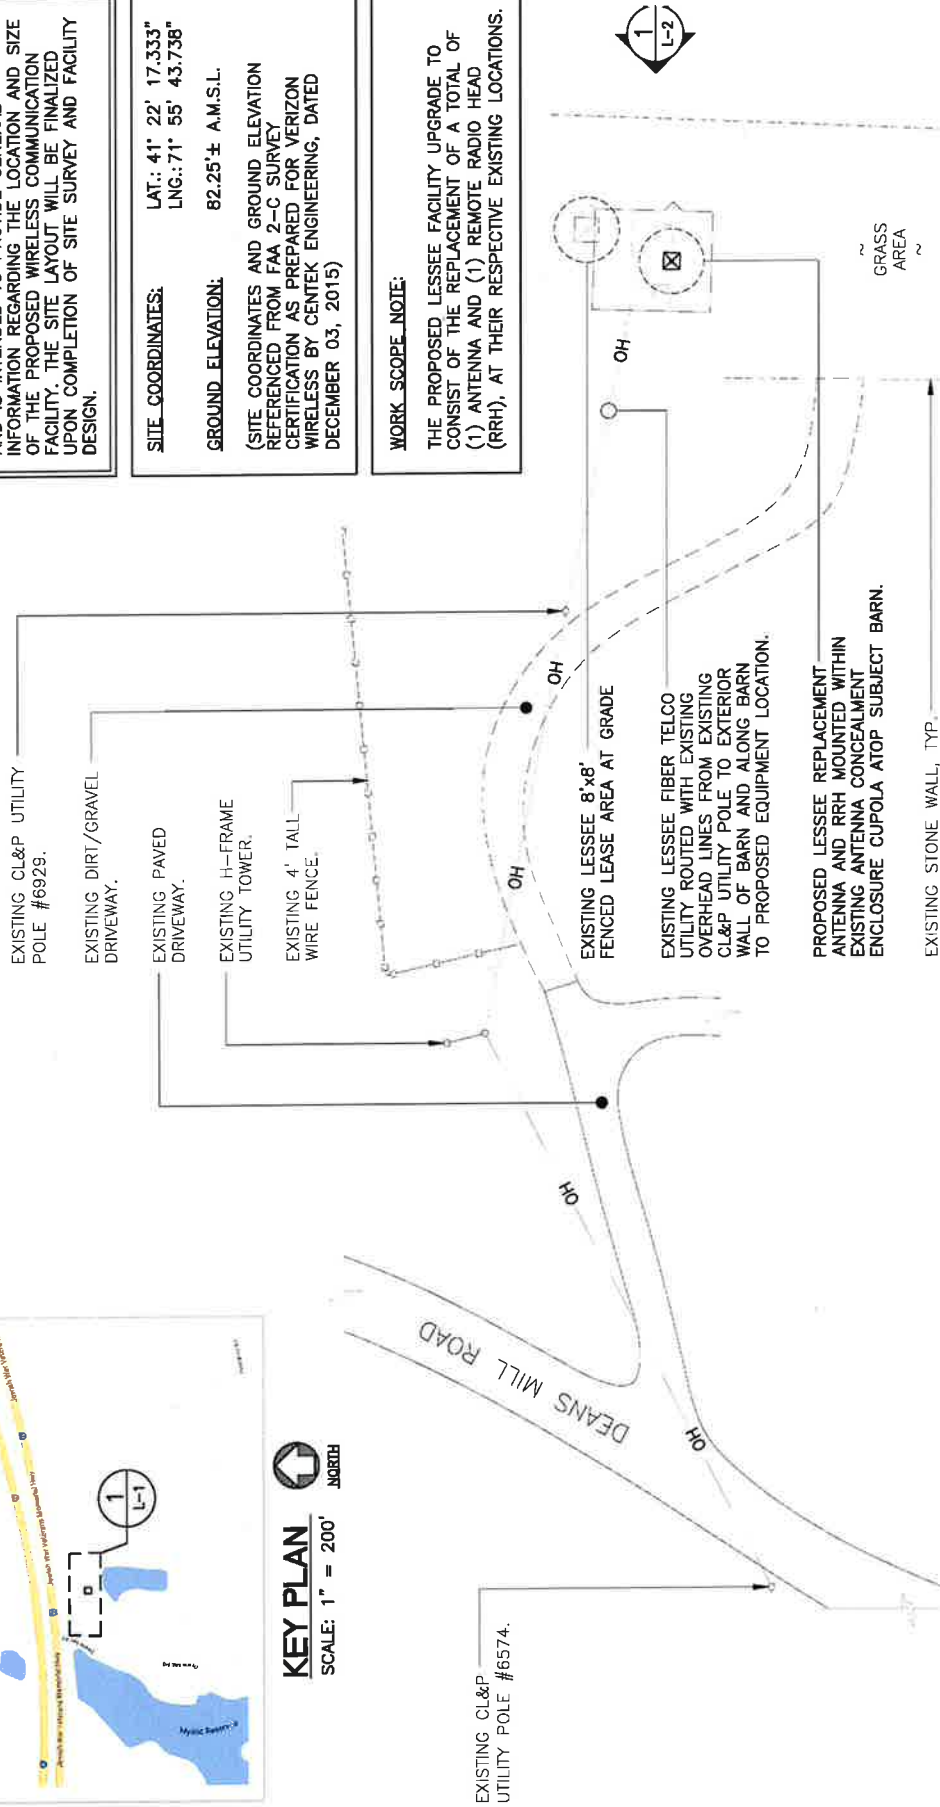 INFORMATION REGARDING THE LOCATION AND SIZE
OF THE PROPOSED WIRELESS COMMUNICATION
FACILITY. THE SITE LAYOUT WILL BE FINALIZED
UPON COMPLETION OF SITE SURVEY AND FACILITY
DESIGN.
SITE COORDINATES: LAT.: 41° 22' 17.333"
LNG.: 71° 55' 43.738"
GROUND ELEVATION: 82.25'± A.M.S.L.
(SITE COORDINATES AND GROUND ELEVATION
REFERENCED FROM FAA 2-C SURVEY
CERTIFICATION AS PREPARED FOR VERIZON
WIRELESS BY CENTEK ENGINEERING, DATED
DECEMBER 03, 2015)
WORK SCOPE NOTE:
THE PROPOSED LESSEE FACILITY UPGRADE TO
CONSIST OF THE REPLACEMENT OF A TOTAL OF
(1) ANTENNA AND (1) REMOTE RADIO HEAD
(RRH), AT THEIR RESPECTIVE EXISTING LOCATIONS.
1
L-2
EXISTING CL&P UTILITY
POLE #6929.
EXISTING DIRT/GRAVEL
DRIVEWAY.
EXISTING PAVED
DRIVEWAY.
EXISTING H-FRAME
UTILITY TOWER.
EXISTING 4' TALL
WIRE FENCE.
OH
OH
OH
OH
OH
~
GRASS
AREA
~
EXISTING LESSEE 8'x8'
FENCED LEASE AREA AT GRADE
EXISTING LESSEE FIBER TELCO
UTILITY ROUTED WITH EXISTING
OVERHEAD LINES FROM EXISTING
CL&P UTILITY POLE TO EXTERIOR
WALL OF BARN AND ALONG BARN
TO PROPOSED EQUIPMENT LOCATION.
PROPOSED LESSEE REPLACEMENT
ANTENNA AND RRH MOUNTED WITHIN
EXISTING ANTENNA CONCEALMENT
ENCLOSURE CUPOLA ATOP SUBJECT BARN.
EXISTING STONE WALL, TYP.
DEANS MILL ROAD
Jewish War Veterans Memorial Hwy
Jewish War Veterans Memorial Hwy
1
L-1
KEY PLAN
SCALE: 1" = 200'
NORTH
EXISTING CL&P
UTILITY POLE #6574.